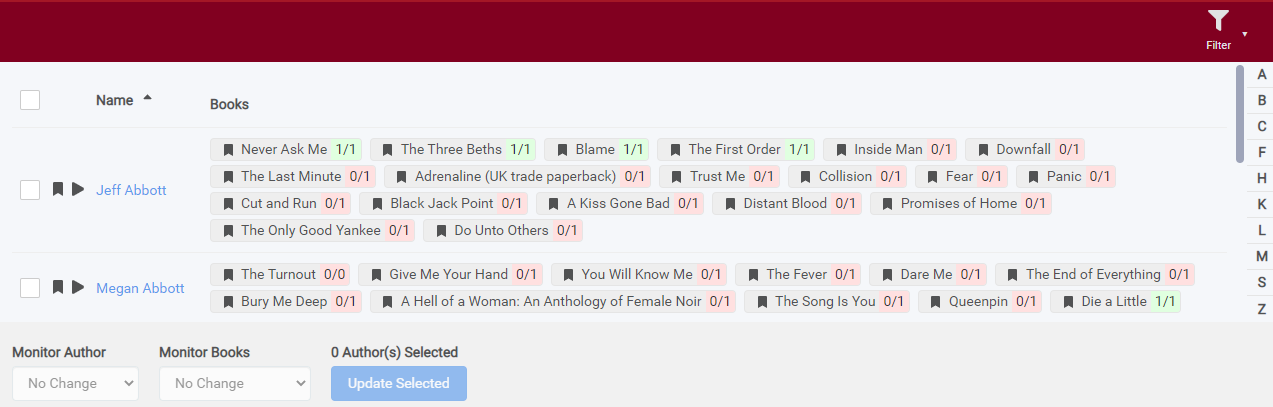 Filter
Name Books
Never Ask Me 1/1 The Three Beths 1/1 Blame 1/1 The First Order 1/1 Inside Man 0/1 Downfall 0/1
The Last Minute 0/1 Adrenaline (UK trade paperback) 0/1 Trust Me 0/1 Collision 0/1 Fear 0/1 Panic 0/1
Jeff Abbott
Cut and Run 0/1 Black Jack Point 0/1 A Kiss Gone Bad 0/1 Distant Blood 0/1 Promises of Home 0/1
The Only Good Yankee 0/1 Do Unto Others 0/1
The Turnout 0/0 Give Me Your Hand 0/1 You Will Know Me 0/1 The Fever 0/1 Dare Me 0/1 The End of Everything 0/1
Megan Abbott
Bury Me Deep 0/1 A Hell of a Woman: An Anthology of Female Noir 0/1 The Song Is You 0/1 Queenpin 0/1 Die a Little 1/1
A
B
C
F
H
K
L
M
S
Z
Monitor Author Monitor Books 0 Author(s) Selected
No Change No Change Update Selected